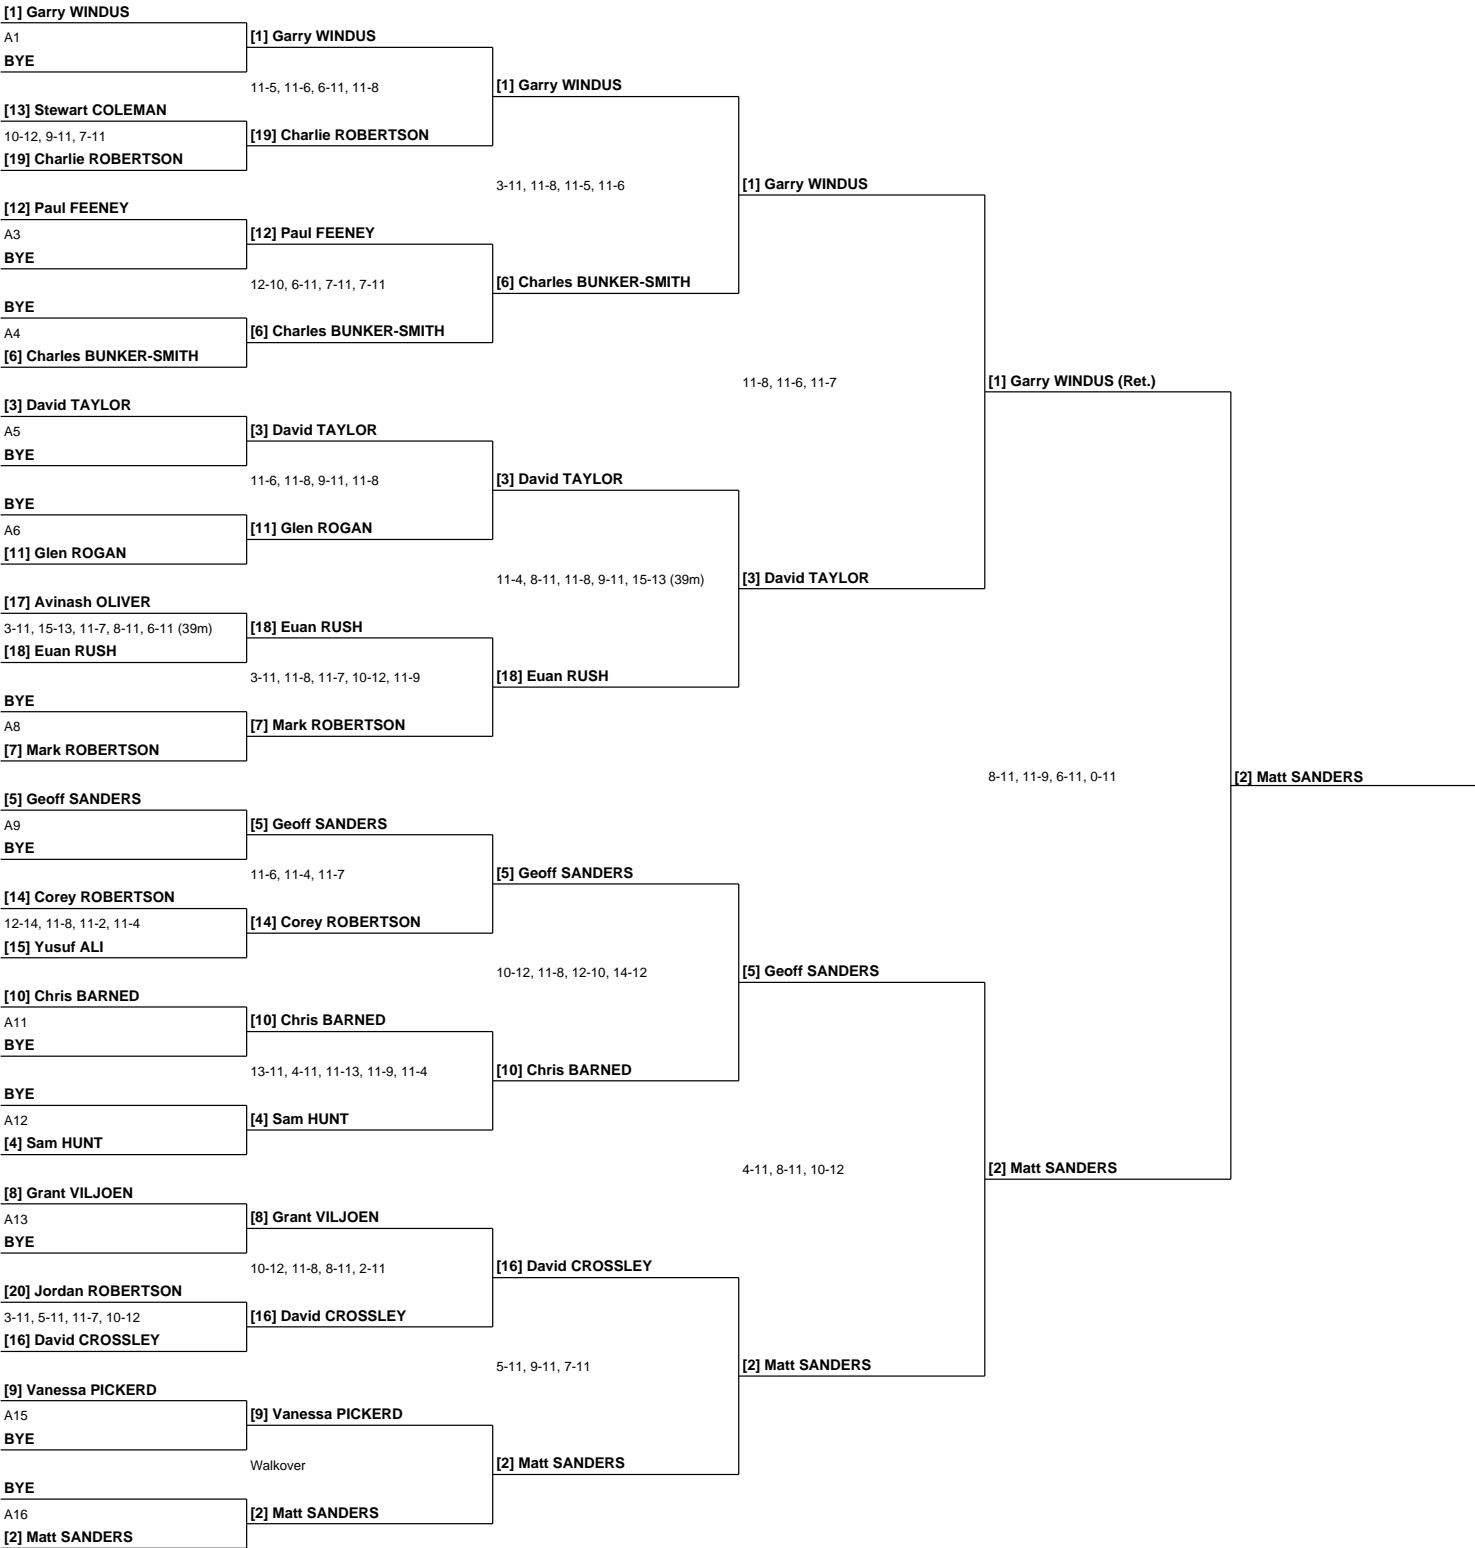 [1] Garry WINDUS
A1
BYE
[13] Stewart COLEMAN
10-12, 9-11, 7-11
[19] Charlie ROBERTSON
[12] Paul FEENEY
A3
BYE
BYE
A4
[6] Charles BUNKER-SMITH
[3] David TAYLOR
A5
BYE
BYE
A6
[11] Glen ROGAN
[17] Avinash OLIVER
3-11, 15-13, 11-7, 8-11, 6-11 (39m)
[18] Euan RUSH
BYE
A8
[7] Mark ROBERTSON
[5] Geoff SANDERS
A9
BYE
[14] Corey ROBERTSON
12-14, 11-8, 11-2, 11-4
[15] Yusuf ALI
[10] Chris BARNED
A11
BYE
BYE
A12
[4] Sam HUNT
[8] Grant VILJOEN
A13
BYE
[20] Jordan ROBERTSON
3-11, 5-11, 11-7, 10-12
[16] David CROSSLEY
[9] Vanessa PICKERD
A15
BYE
BYE
A16
[2] Matt SANDERS
[1] Garry WINDUS
11-5, 11-6, 6-11, 11-8
[19] Charlie ROBERTSON
[12] Paul FEENEY
12-10, 6-11, 7-11, 7-11
[6] Charles BUNKER-SMITH
[3] David TAYLOR
11-6, 11-8, 9-11, 11-8
[11] Glen ROGAN
[18] Euan RUSH
3-11, 11-8, 11-7, 10-12, 11-9
[7] Mark ROBERTSON
[5] Geoff SANDERS
11-6, 11-4, 11-7
[14] Corey ROBERTSON
[10] Chris BARNED
13-11, 4-11, 11-13, 11-9, 11-4
[4] Sam HUNT
[8] Grant VILJOEN
10-12, 11-8, 8-11, 2-11
[16] David CROSSLEY
[9] Vanessa PICKERD
Walkover
[2] Matt SANDERS
[1] Garry WINDUS
3-11, 11-8, 11-5, 11-6
[6] Charles BUNKER-SMITH
[3] David TAYLOR
11-4, 8-11, 11-8, 9-11, 15-13 (39m)
[18] Euan RUSH
[5] Geoff SANDERS
10-12, 11-8, 12-10, 14-12
[10] Chris BARNED
[16] David CROSSLEY
5-11, 9-11, 7-11
[2] Matt SANDERS
[1] Garry WINDUS
11-8, 11-6, 11-7
[3] David TAYLOR
[5] Geoff SANDERS
4-11, 8-11, 10-12
[2] Matt SANDERS
[1] Garry WINDUS (Ret.)
8-11, 11-9, 6-11, 0-11
[2] Matt SANDERS
[2] Matt SANDERS